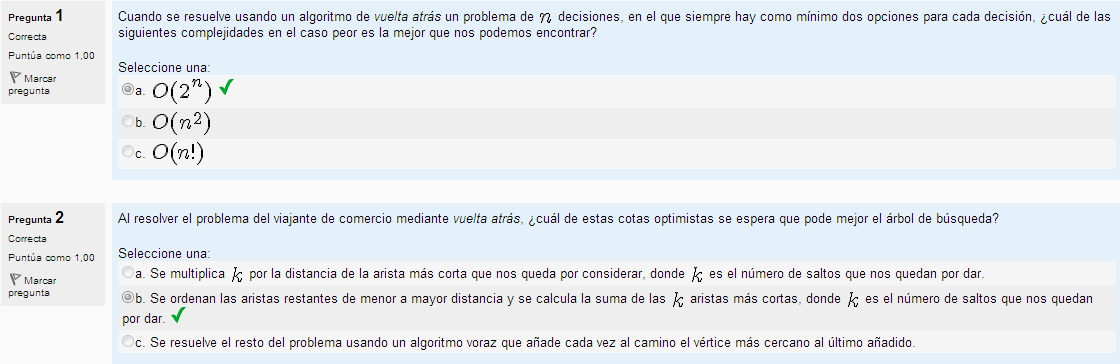 Pregunta 1
Correcta
Puntúa como 1,00
Marcar
pregunta
Cuando se resuelve usando un algoritmo de vuelta atrás un problema de n decisiones, en el que siempre hay como mínimo dos opciones para cada decisión, ¿cuál de las
siguientes complejidades en el caso peor es la mejor que nos podemos encontrar?
Seleccione una:
a. O(2^n) ✓
b. O(n^2)
c. O(n!)
Pregunta 2
Correcta
Puntúa como 1,00
Marcar
pregunta
Al resolver el problema del viajante de comercio mediante vuelta atrás, ¿cuál de estas cotas optimistas se espera que pode mejor el árbol de búsqueda?
Seleccione una:
a. Se multiplica k por la distancia de la arista más corta que nos queda por considerar, donde k es el número de saltos que nos quedan por dar.
b. Se ordenan las aristas restantes de menor a mayor distancia y se calcula la suma de las k aristas más cortas, donde k es el número de saltos que nos quedan
por dar. ✓
c. Se resuelve el resto del problema usando un algoritmo voraz que añade cada vez al camino el vértice más cercano al último añadido.